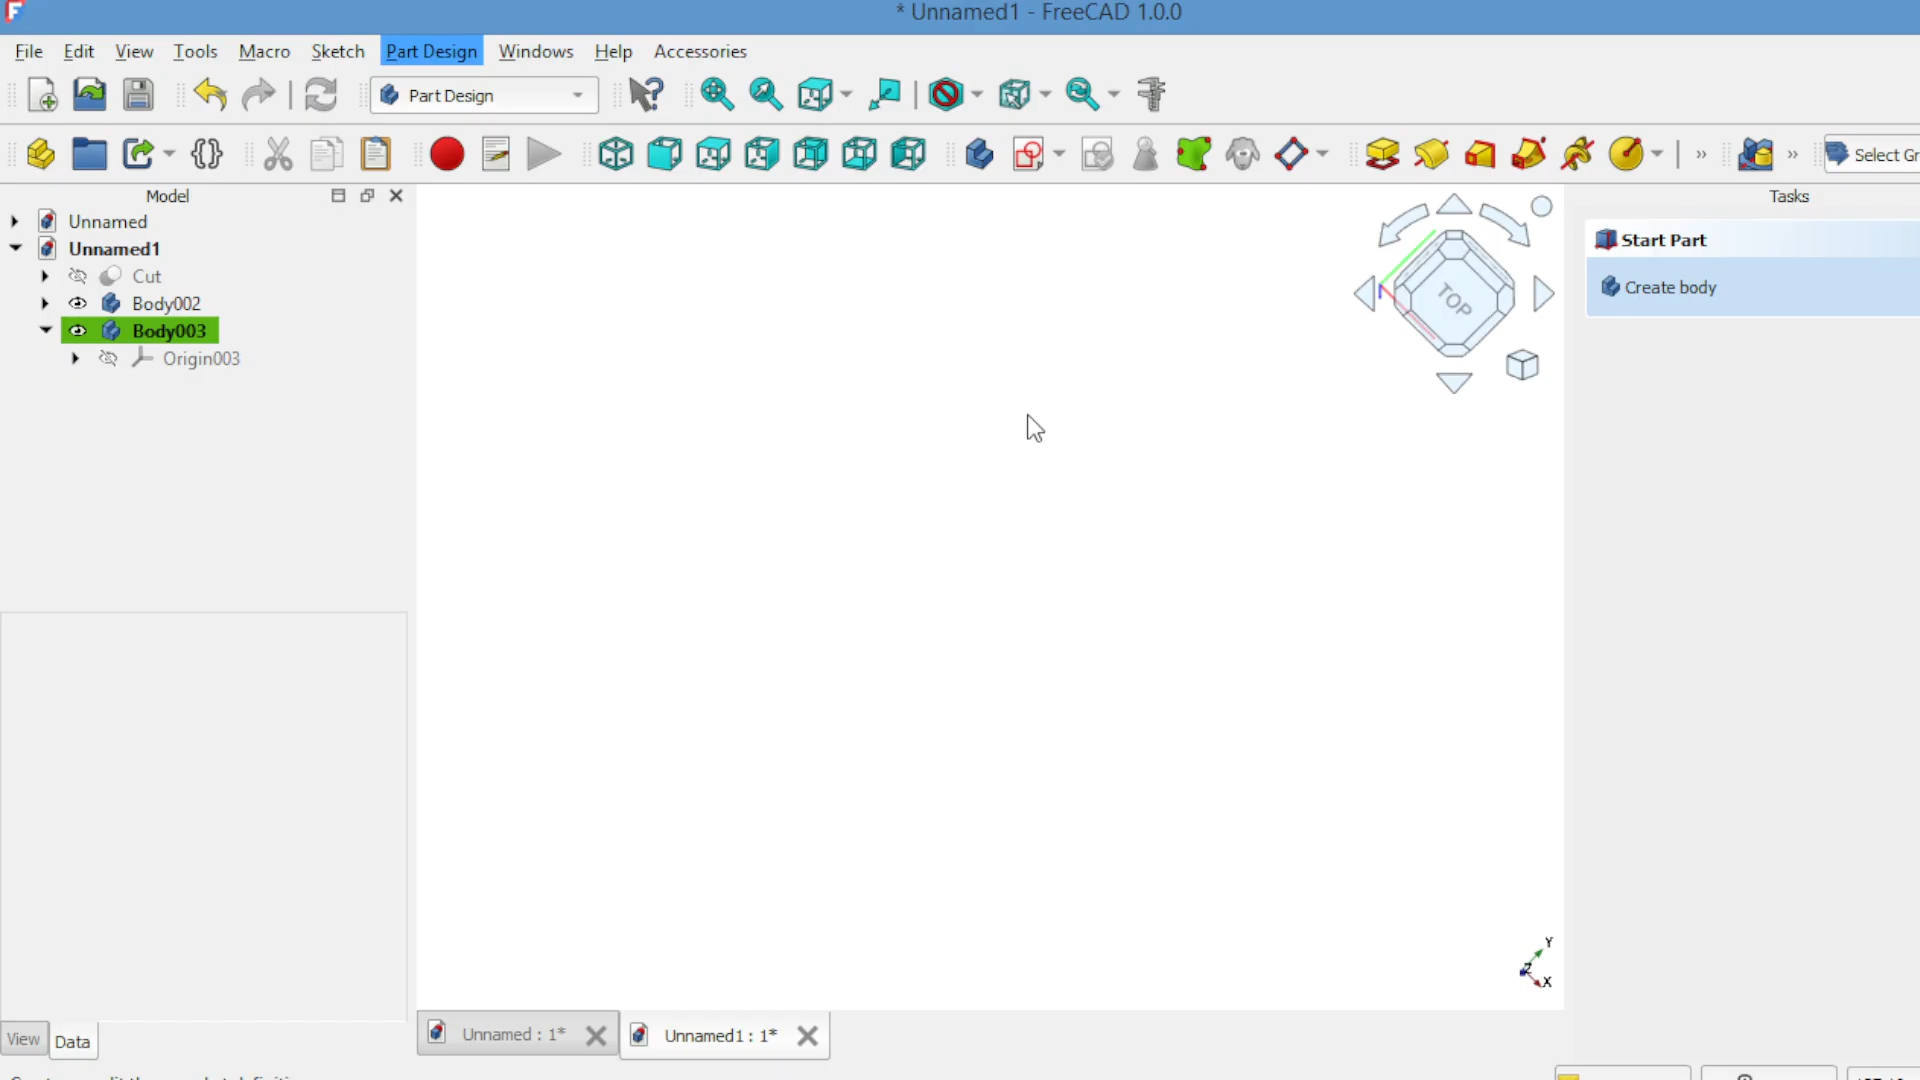 * Unnamed1 - FreeCAD 1.0.0
File Edit View Tools Macro Sketch Part Design Windows Help Accessories
Part Design
Select Gr
Model
Tasks
Unnamed
Unnamed1
Start Part
Cut
Create body
Body002
Body003
Origin003
TOP
Y
Z
X
View Data
Unnamed : 1*
Unnamed1 : 1*